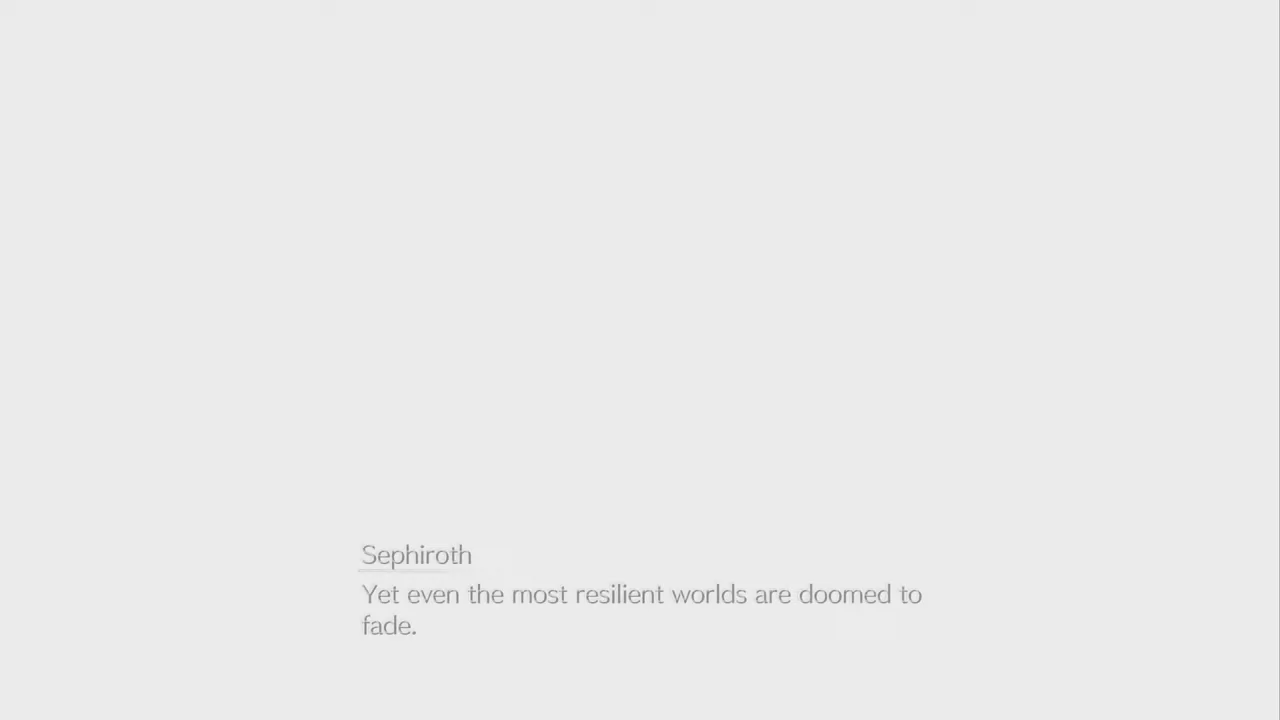 Sephiroth
Yet even the most resilient worlds are doomed to
fade.